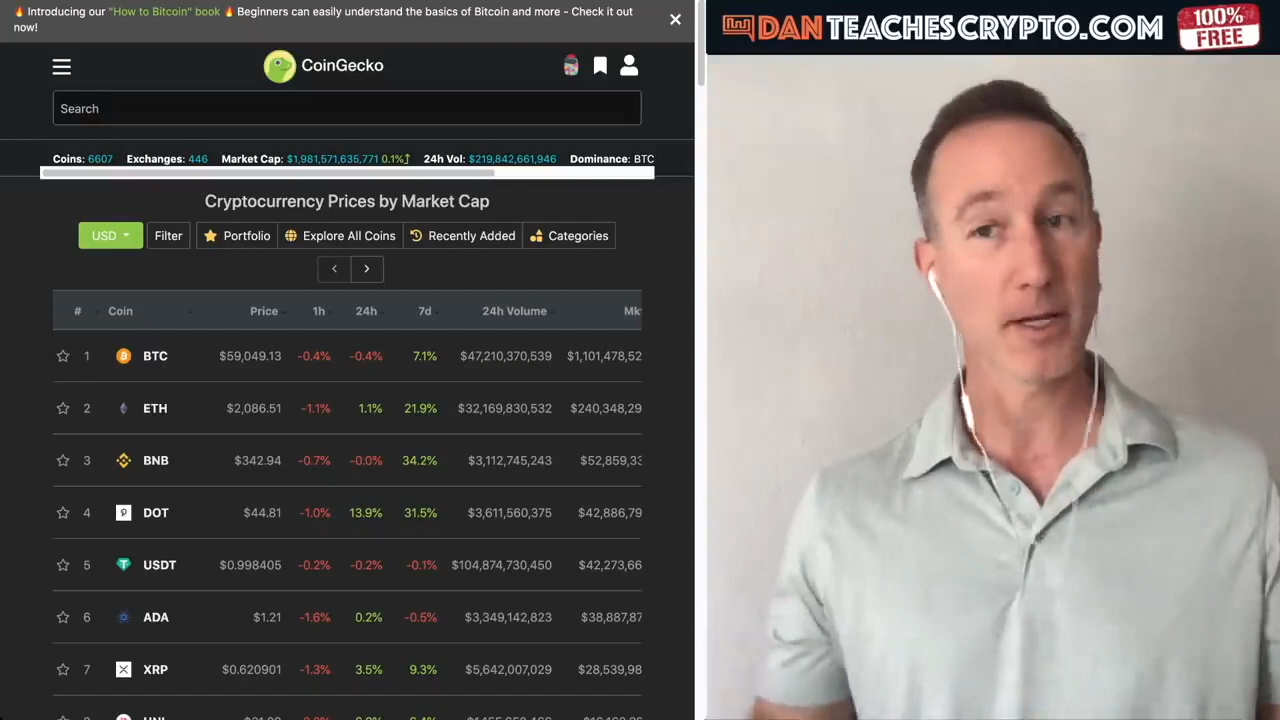 🔥Introducing our "How to Bitcoin" book 🔥Beginners can easily understand the basics of Bitcoin and more - Check it out
now!
CoinGecko
Search
Coins: 6607 Exchanges: 446 Market Cap: $1,981,571,635,771 0.1% 24h Vol: $219,842,661,946 Dominance: BTC
Cryptocurrency Prices by Market Cap
USD Filter Portfolio Explore All Coins Recently Added Categories
# Coin Price 1h 24h 7d 24h Volume Mk
1 BTC $59,049.13 -0.4% -0.4% 7.1% $47,210,370,539 $1,101,478,52
2 ETH $2,086.51 -1.1% 1.1% 21.9% $32,169,830,532 $240,348,29
3 BNB $342.94 -0.7% -0.0% 34.2% $3,112,745,243 $52,859,33
4 DOT $44.81 -1.0% 13.9% 31.5% $3,611,560,375 $42,886,79
5 USDT $0.998405 -0.2% -0.2% -0.1% $104,874,730,450 $42,273,66
6 ADA $1.21 -1.6% 0.2% -0.5% $3,349,142,823 $38,887,87
7 XRP $0.620901 -1.3% 3.5% 9.3% $5,642,007,029 $28,539,98
DANTEACHESCRYPTO.COM
100%
FREE